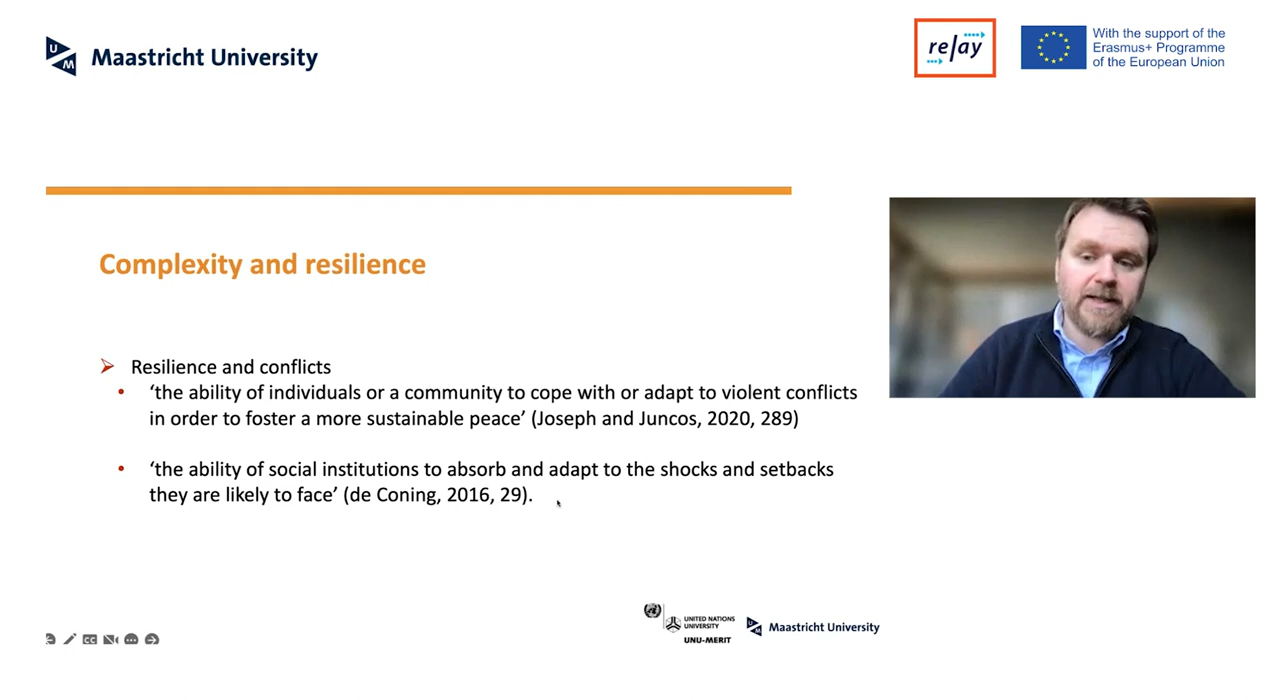 Maastricht University
relay
With the support of the
Erasmus+ Programme
of the European Union
Complexity and resilience
Resilience and conflicts
‘the ability of individuals or a community to cope with or adapt to violent conflicts
in order to foster a more sustainable peace’ (Joseph and Juncos, 2020, 289)
‘the ability of social institutions to absorb and adapt to the shocks and setbacks
they are likely to face’ (de Coning, 2016, 29).
UNITED NATIONS
UNIVERSITY
UNU-MERIT
Maastricht University
CC